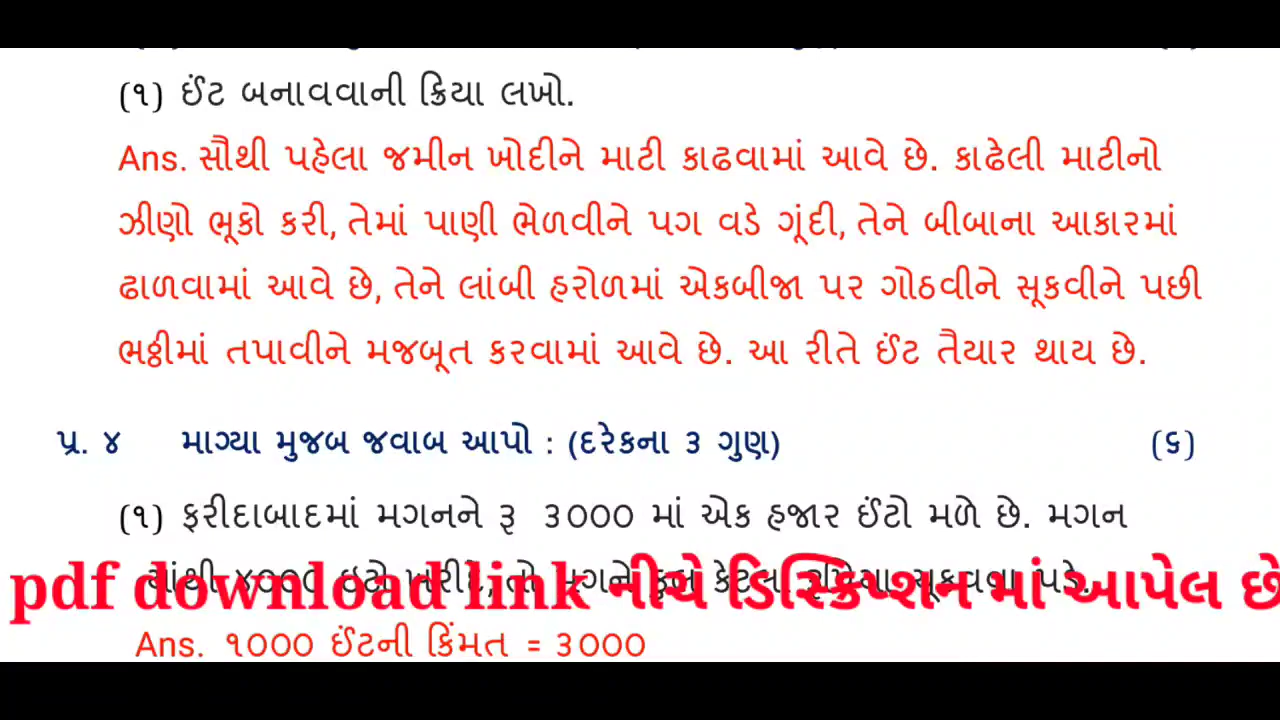 (૧) ઈંટ બનાવવાની ક્રિયા લખો.
Ans. સૌથી પહેલા જમીન ખોદીને માટી કાઢવામાં આવે છે. કાઢેલી માટીનો
ઝીણો ભૂકો કરી, તેમાં પાણી ભેળવીને પગ વડે ગૂંદી, તેને બીબાના આકારમાં
ઢાળવામાં આવે છે, તેને લાંબી હરોળમાં એકબીજા પર ગોઠવીને સૂકવીને પછી
ભઠ્ઠીમાં તપાવીને મજબૂત કરવામાં આવે છે. આ રીતે ઈંટ તૈયાર થાય છે.
પ્ર. ૪ માગ્યા મુજબ જવાબ આપો : (દરેકના ૩ ગુણ) (૬)
(૧) ફરીદાબાદમાં મગનને રૂ ૩૦૦૦ માં એક હજાર ઈંટો મળે છે. મગન
pdf download link નીચે ડિસ્ક્રિપ્શન માં આપેલ છે
Ans. ૧૦૦૦ ઈંટની કિંમત = ૩૦૦૦